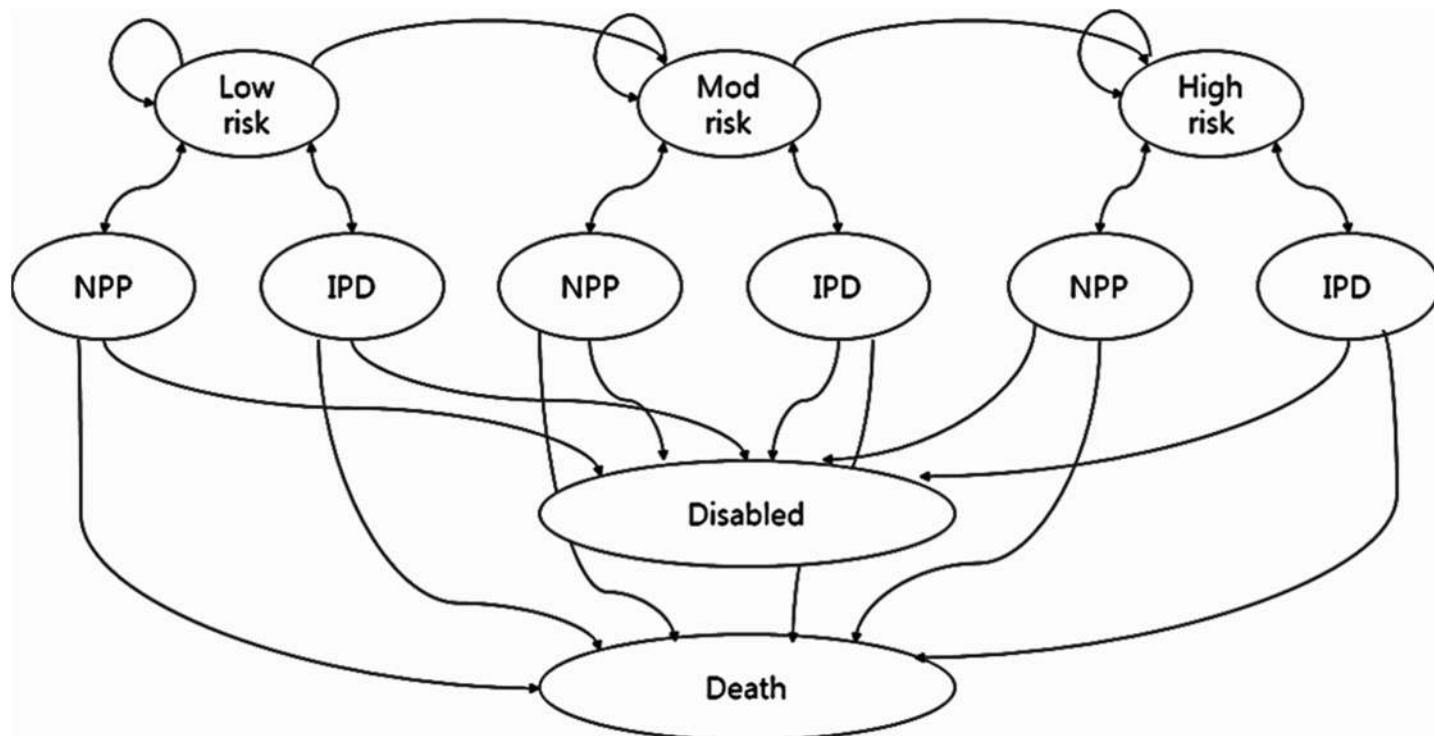 Low
risk
Mod
risk
High
risk
NPP
IPD
NPP
IPD
NPP
IPD
Disabled
Death